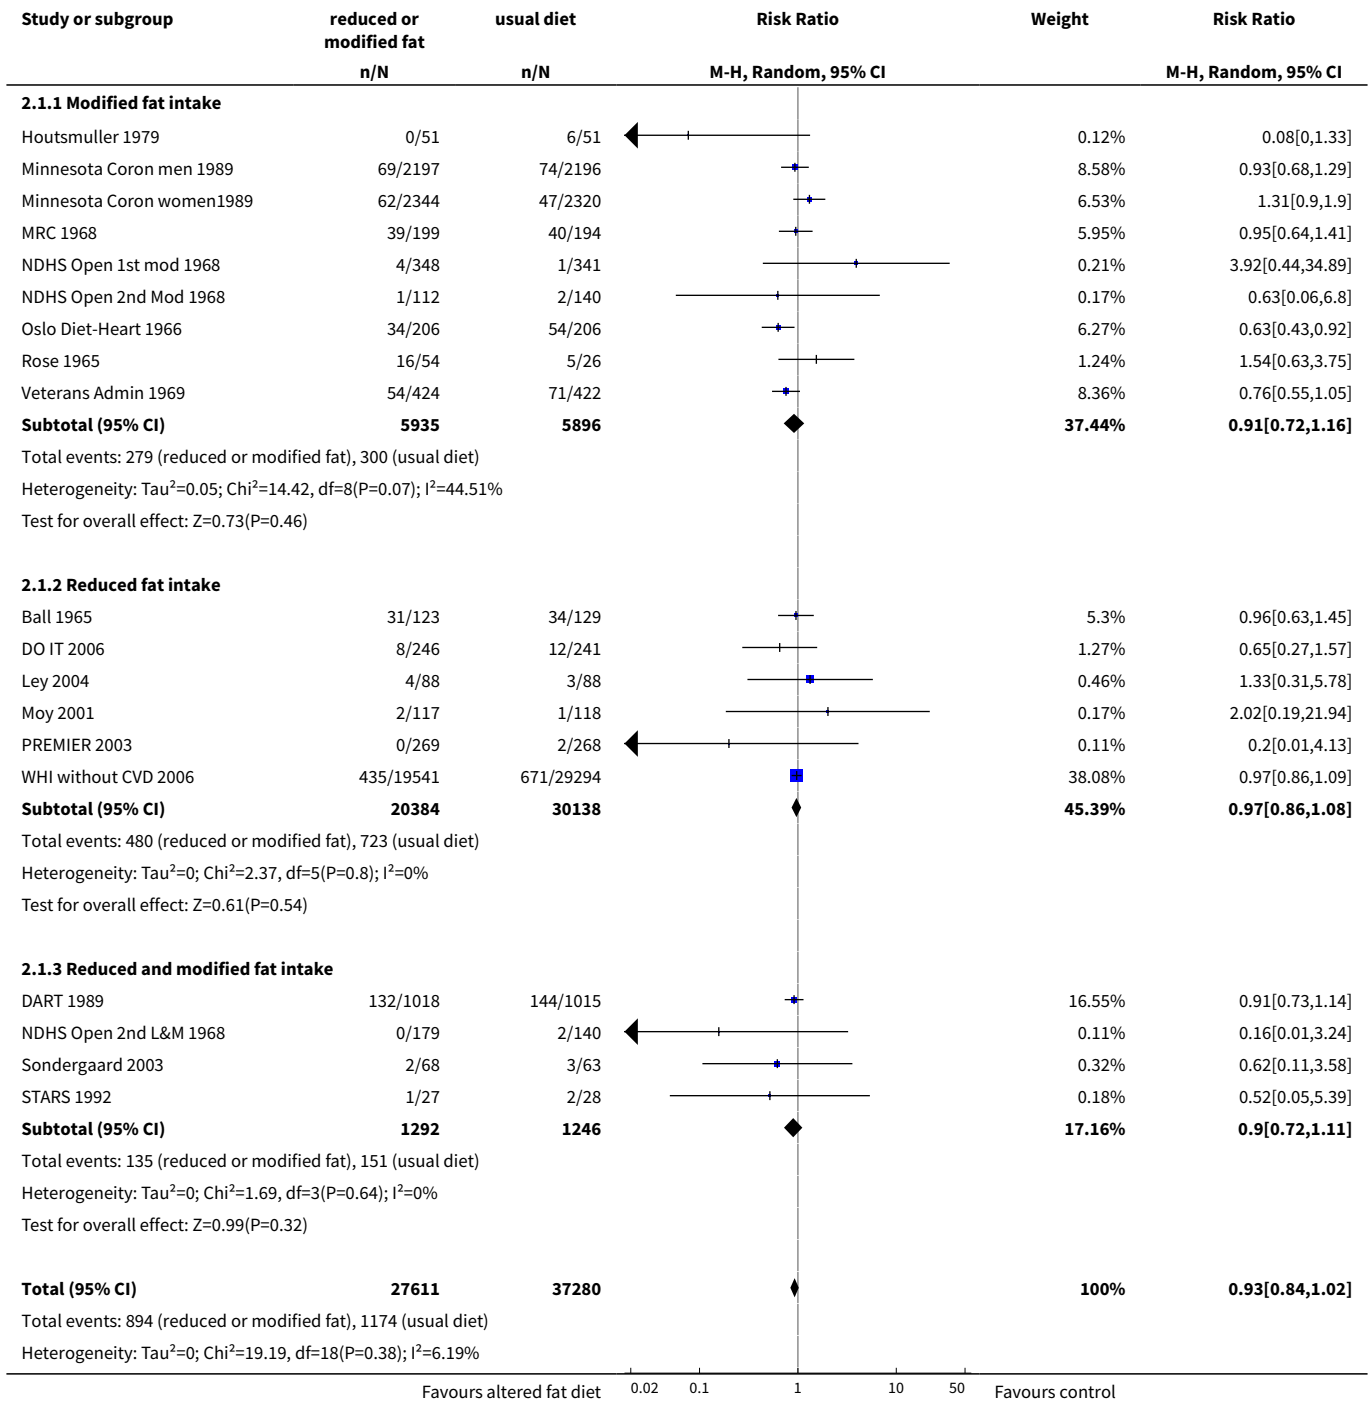 Study or subgroup reduced or modified fat usual diet Risk Ratio Weight Risk Ratio
n/N n/N M-H, Random, 95% CI M-H, Random, 95% CI
2.1.1 Modified fat intake
Houtsmuller 1979 0/51 6/51 0.12% 0.08[0,1.33]
Minnesota Coron men 1989 69/2197 74/2196 8.58% 0.93[0.68,1.29]
Minnesota Coron women1989 62/2344 47/2320 6.53% 1.31[0.9,1.9]
MRC 1968 39/199 40/194 5.95% 0.95[0.64,1.41]
NDHS Open 1st mod 1968 4/348 1/341 0.21% 3.92[0.44,34.89]
NDHS Open 2nd Mod 1968 1/112 2/140 0.17% 0.63[0.06,6.8]
Oslo Diet-Heart 1966 34/206 54/206 6.27% 0.63[0.43,0.92]
Rose 1965 16/54 5/26 1.24% 1.54[0.63,3.75]
Veterans Admin 1969 54/424 71/422 8.36% 0.76[0.55,1.05]
Subtotal (95% CI) 5935 5896 37.44% 0.91[0.72,1.16]
Total events: 279 (reduced or modified fat), 300 (usual diet)
Heterogeneity: Tau²=0.05; Chi²=14.42, df=8(P=0.07); I²=44.51%
Test for overall effect: Z=0.73(P=0.46)
2.1.2 Reduced fat intake
Ball 1965 31/123 34/129 5.3% 0.96[0.63,1.45]
DO IT 2006 8/246 12/241 1.27% 0.65[0.27,1.57]
Ley 2004 4/88 3/88 0.46% 1.33[0.31,5.78]
Moy 2001 2/117 1/118 0.17% 2.02[0.19,21.94]
PREMIER 2003 0/269 2/268 0.11% 0.2[0.01,4.13]
WHI without CVD 2006 435/19541 671/29294 38.08% 0.97[0.86,1.09]
Subtotal (95% CI) 20384 30138 45.39% 0.97[0.86,1.08]
Total events: 480 (reduced or modified fat), 723 (usual diet)
Heterogeneity: Tau²=0; Chi²=2.37, df=5(P=0.8); I²=0%
Test for overall effect: Z=0.61(P=0.54)
2.1.3 Reduced and modified fat intake
DART 1989 132/1018 144/1015 16.55% 0.91[0.73,1.14]
NDHS Open 2nd L&M 1968 0/179 2/140 0.11% 0.16[0.01,3.24]
Sondergaard 2003 2/68 3/63 0.32% 0.62[0.11,3.58]
STARS 1992 1/27 2/28 0.18% 0.52[0.05,5.39]
Subtotal (95% CI) 1292 1246 17.16% 0.9[0.72,1.11]
Total events: 135 (reduced or modified fat), 151 (usual diet)
Heterogeneity: Tau²=0; Chi²=1.69, df=3(P=0.64); I²=0%
Test for overall effect: Z=0.99(P=0.32)
Total (95% CI) 27611 37280 100% 0.93[0.84,1.02]
Total events: 894 (reduced or modified fat), 1174 (usual diet)
Heterogeneity: Tau²=0; Chi²=19.19, df=18(P=0.38); I²=6.19%
Favours altered fat diet 0.02 0.1 1 10 50 Favours control